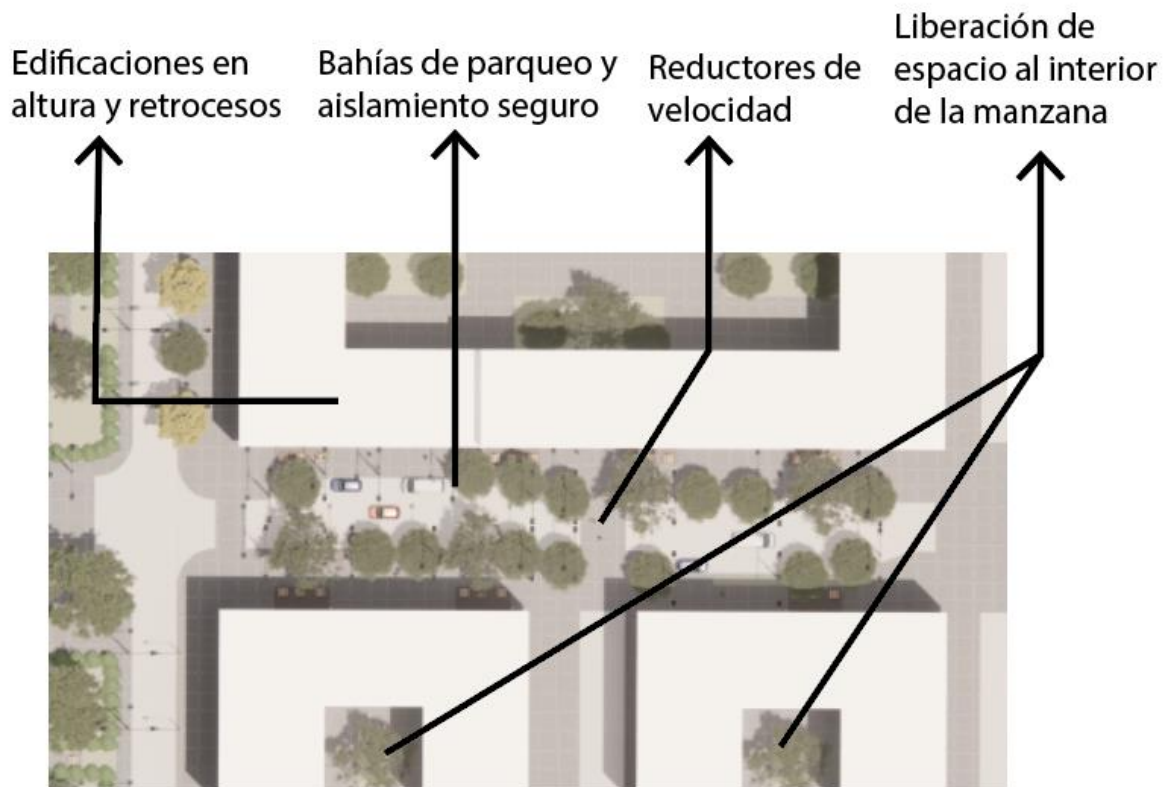 Edificaciones en
altura y retrocesos
Bahías de parqueo y
aislamiento seguro
Reductores de
velocidad
Liberación de
espacio al interior
de la manzana